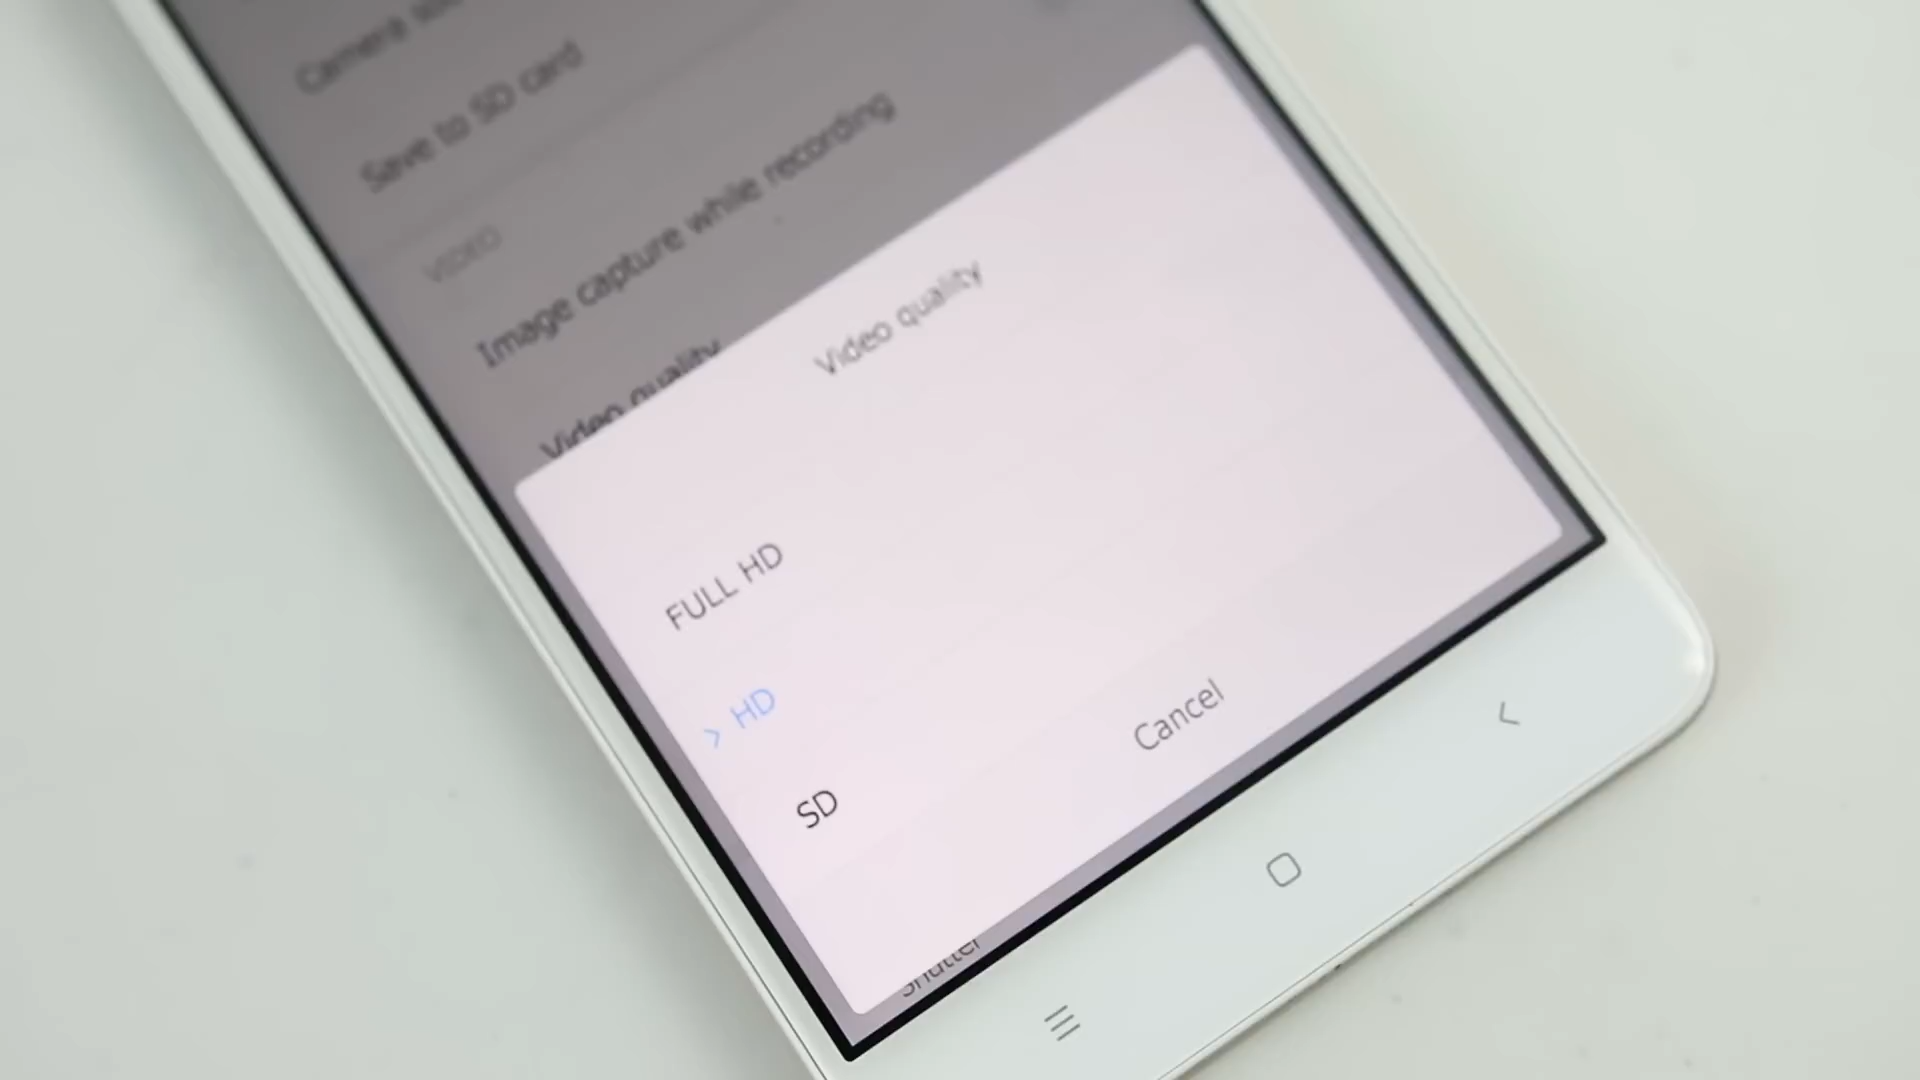 Camera
Save to SD card
VIDEO
Image capture while recording
Video quality
Video quality
FULL HD
> HD
SD
Cancel
Shutter